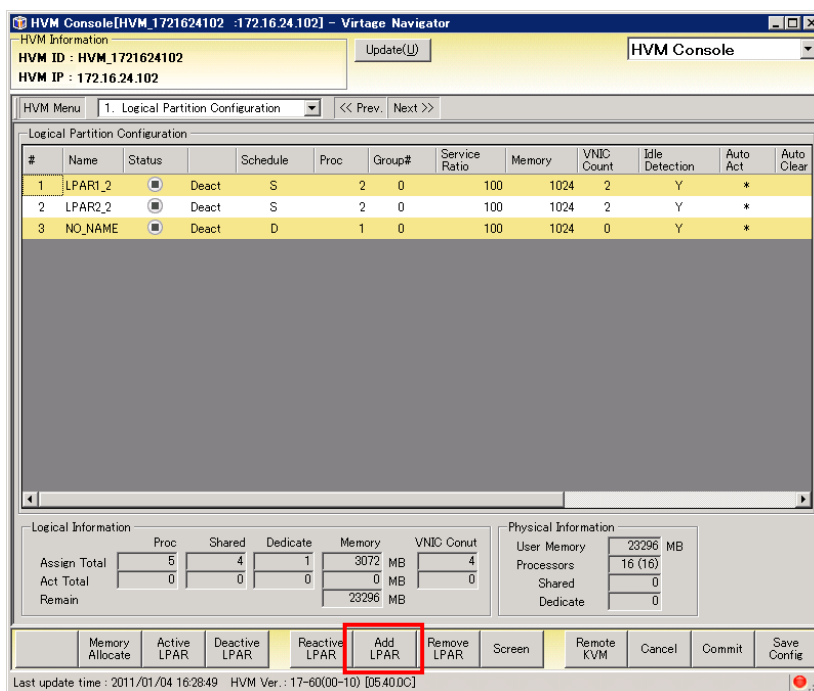 HVM Console[HVM_1721624102 :172.16.24.102] - Virtage Navigator
HVM Information
HVM ID : HVM_1721624102
HVM IP : 172.16.24.102
Update(U)
HVM Console
HVM Menu 1. Logical Partition Configuration << Prev. Next >>
Logical Partition Configuration
# Name Status Schedule Proc Group# Service Ratio Memory VNIC Count Idle Detection Auto Act Auto Clear
1 LPAR1_2 Deact S 2 0 100 1024 2 Y *
2 LPAR2_2 Deact S 2 0 100 1024 2 Y *
3 NO_NAME Deact D 1 0 100 1024 0 Y *
Logical Information
Proc Shared Dedicate Memory VNIC Conut
Assign Total 5 4 1 3072 MB 4
Act Total 0 0 0 0 MB 0
Remain 23296 MB
Physical Information
User Memory 23296 MB
Processors 16 (16)
Shared 0
Dedicate 0
Memory Allocate Active LPAR Deactive LPAR Reactive LPAR Add LPAR Remove LPAR Screen Remote KVM Cancel Commit Save Config
Last update time : 2011/01/04 16:28:49 HVM Ver. : 17-60(00-10) [05.40.0C]